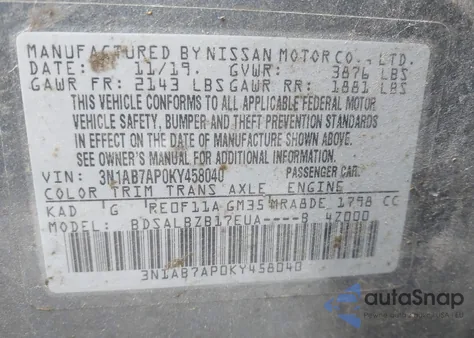 MANUFACTURED BY NISSAN MOTOR CO., LTD.
DATE: 11/19. GVWR: 3876 LBS
GAWR FR: 2143 LBS GAWR RR: 1881 LBS
THIS VEHICLE CONFORMS TO ALL APPLICABLE FEDERAL MOTOR
VEHICLE SAFETY, BUMPER AND THEFT PREVENTION STANDARDS
IN EFFECT ON THE DATE OF MANUFACTURE SHOWN ABOVE.
SEE OWNER'S MANUAL FOR ADDITIONAL INFORMATION.
VIN: 3N1AB7AP0KY458040 PASSENGER CAR
COLOR TRIM TRANS AXLE ENGINE
KAD G RE0F11A GM35 MRA8DE 1798 CC
MODEL: BDSALBZB17EUA----B 4Z000
3N1AB7AP0KY458040
autoSnap